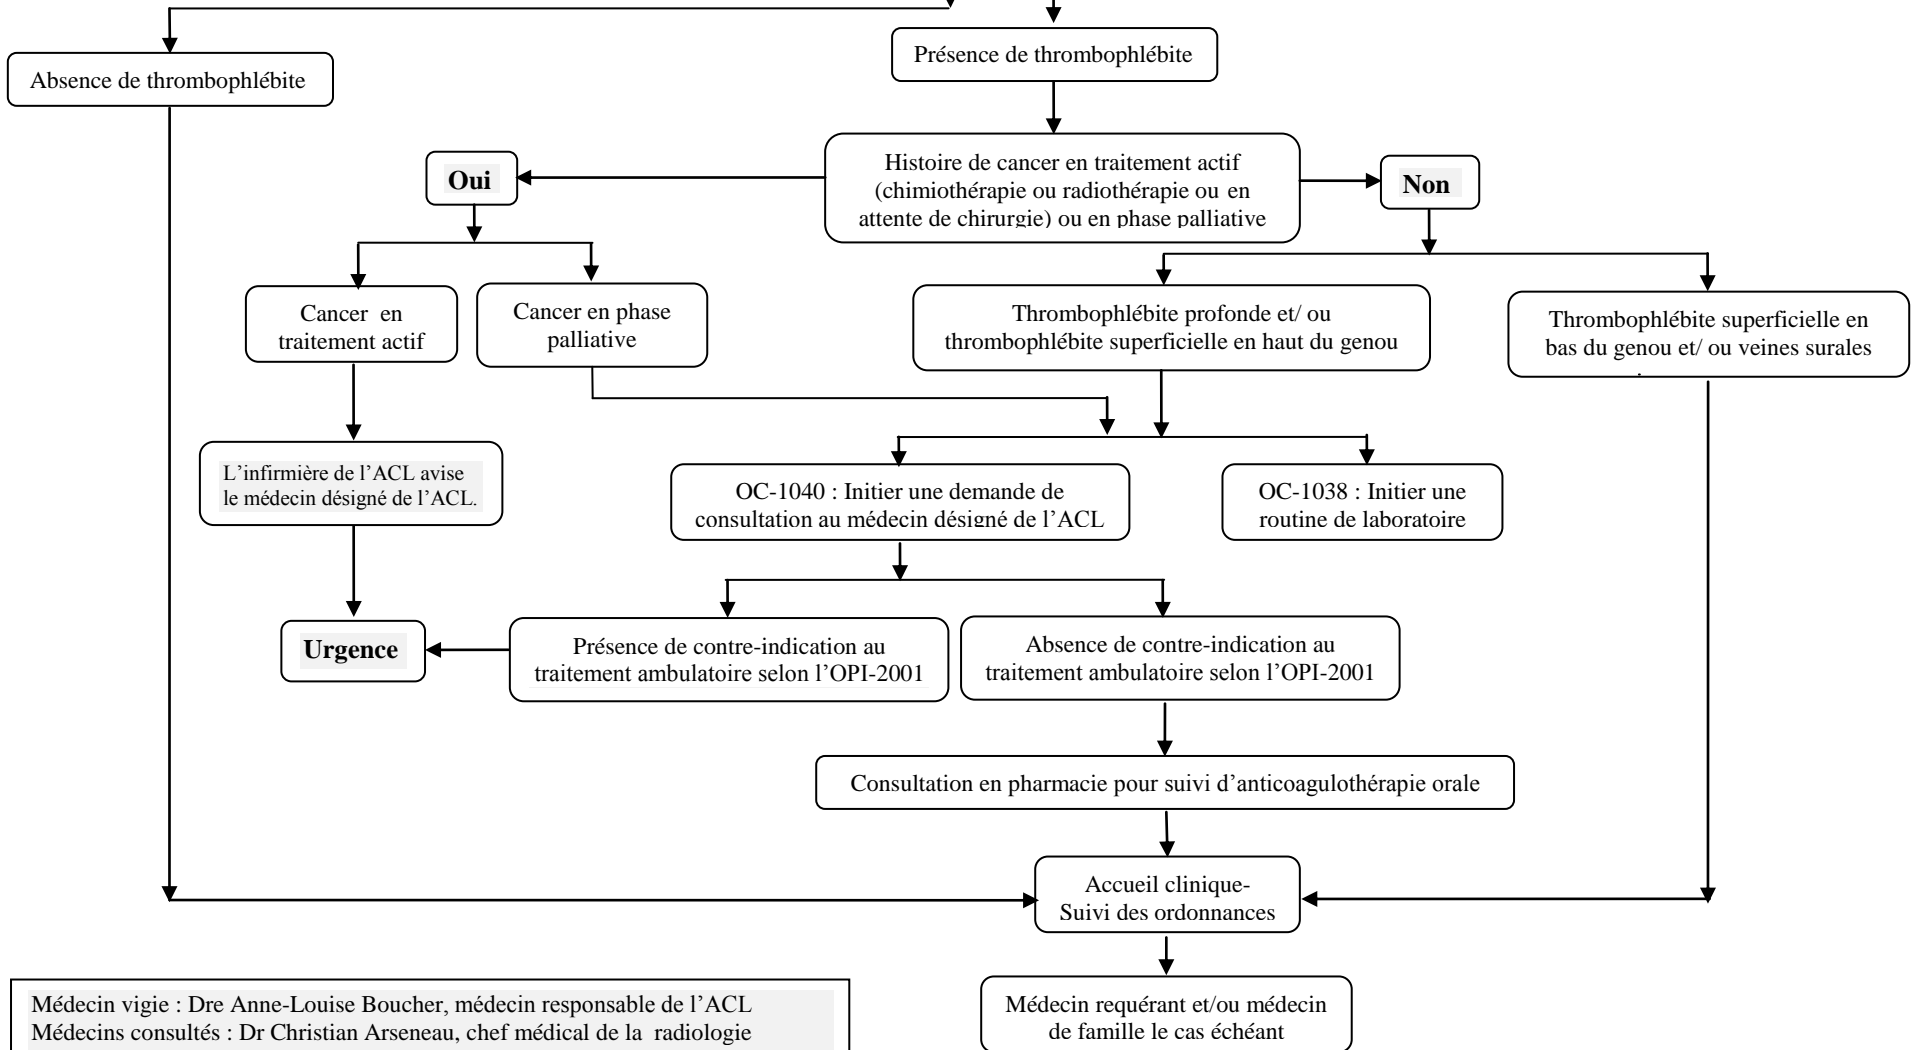 Présence de thrombophlébite
Absence de thrombophlébite
Histoire de cancer en traitement actif
(chimiothérapie ou radiothérapie ou en
attente de chirurgie) ou en phase palliative
Oui
Non
Cancer en
traitement actif
Cancer en phase
palliative
Thrombophlébite profonde et/ ou
thrombophlébite superficielle en haut du genou
Thrombophlébite superficielle en
bas du genou et/ ou veines surales
L’infirmière de l’ACL avise
le médecin désigné de l’ACL.
OC-1040 : Initier une demande de
consultation au médecin désigné de l’ACL
OC-1038 : Initier une
routine de laboratoire
Urgence
Présence de contre-indication au
traitement ambulatoire selon l’OPI-2001
Absence de contre-indication au
traitement ambulatoire selon l’OPI-2001
Consultation en pharmacie pour suivi d’anticoagulothérapie orale
Accueil clinique-
Suivi des ordonnances
Médecin requérant et/ou médecin
de famille le cas échéant
Médecin vigie : Dre Anne-Louise Boucher, médecin responsable de l’ACL
Médecins consultés : Dr Christian Arseneau, chef médical de la radiologie